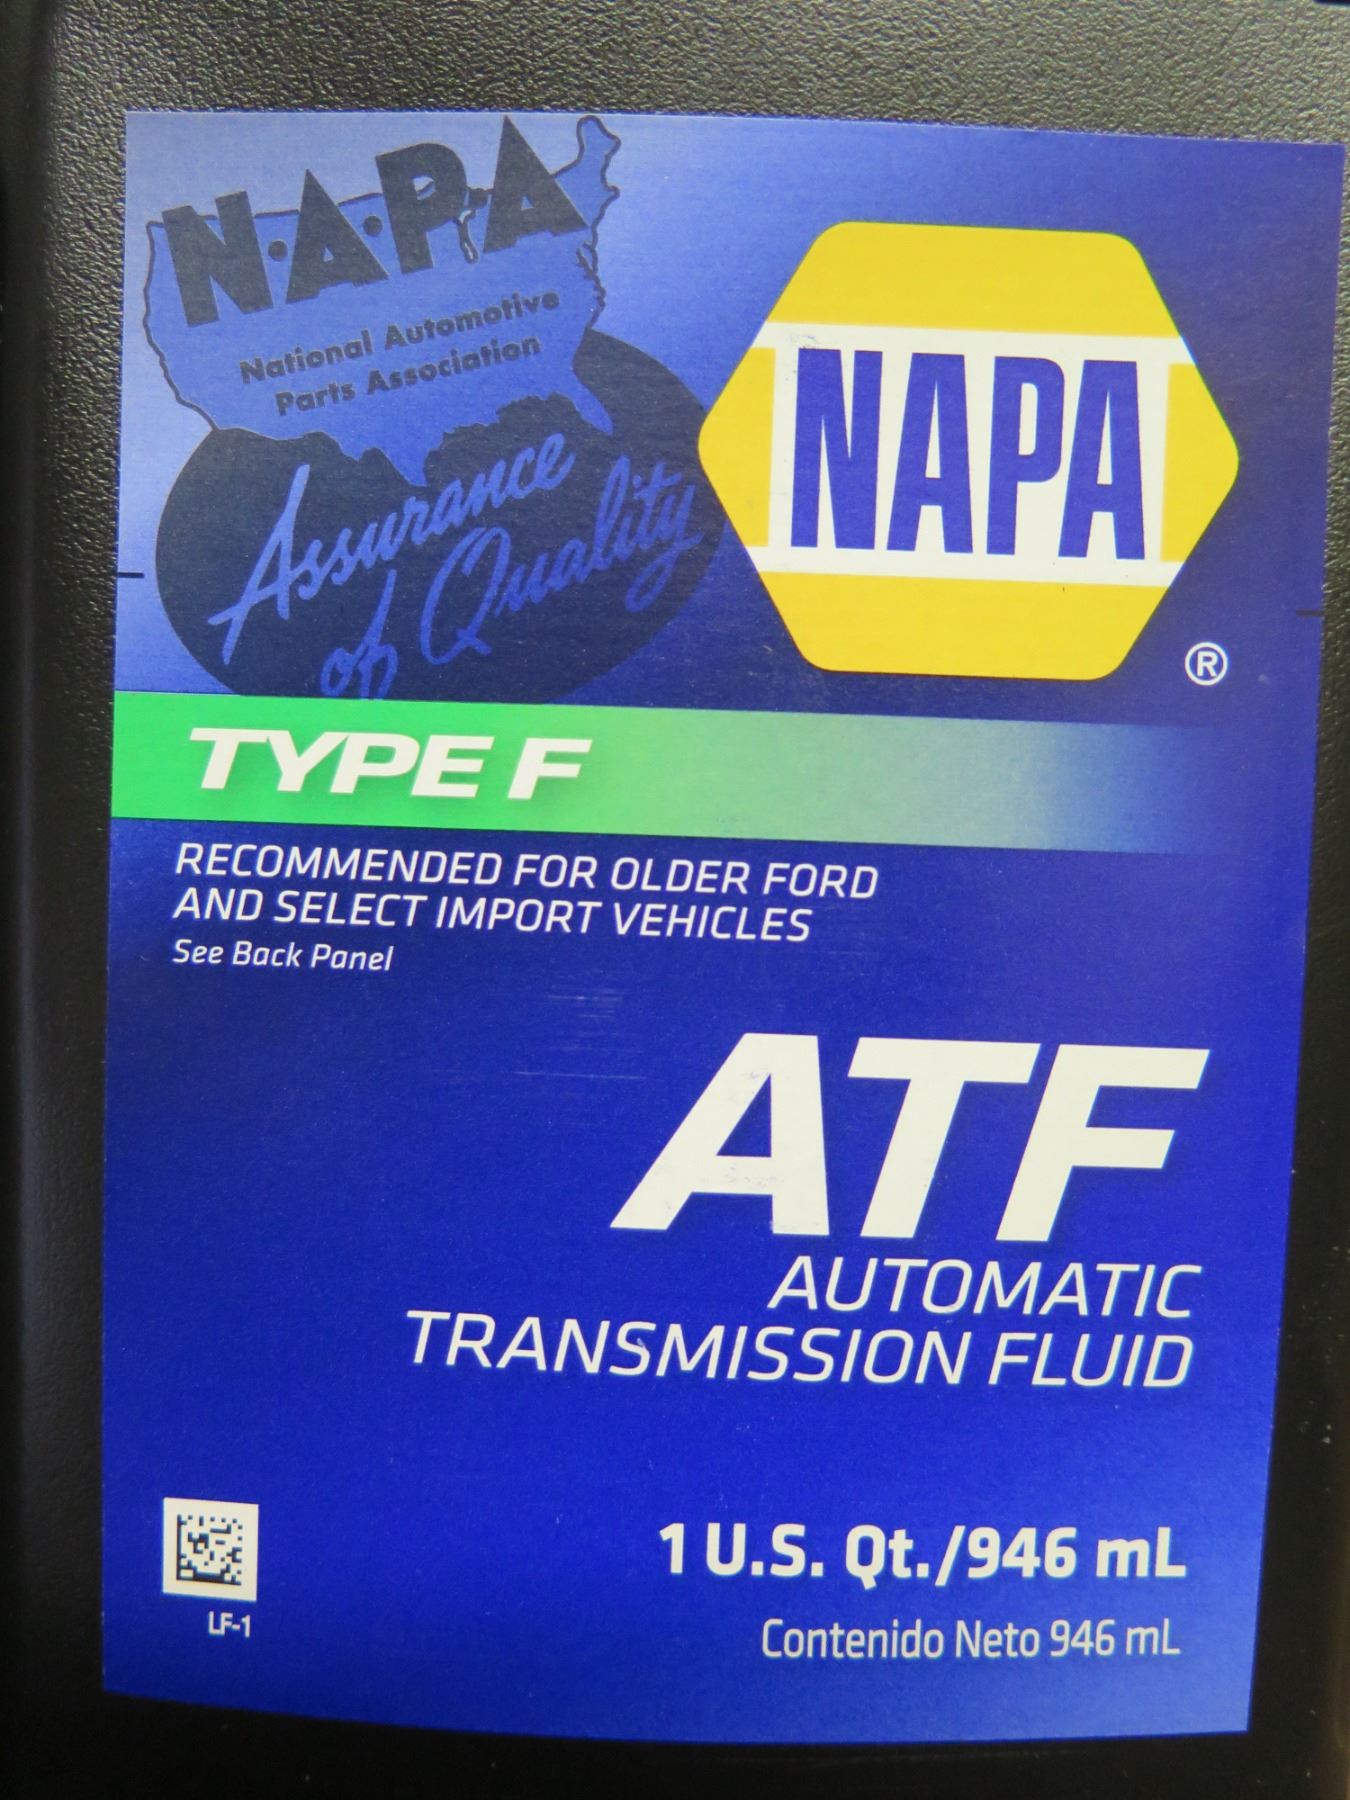 N·A·P·A
National Automotive
Parts Association
Assurance
of Quality
NAPA
®
TYPE F
RECOMMENDED FOR OLDER FORD
AND SELECT IMPORT VEHICLES
See Back Panel
ATF
AUTOMATIC
TRANSMISSION FLUID
1 U.S. Qt./946 mL
Contenido Neto 946 mL
LF-1